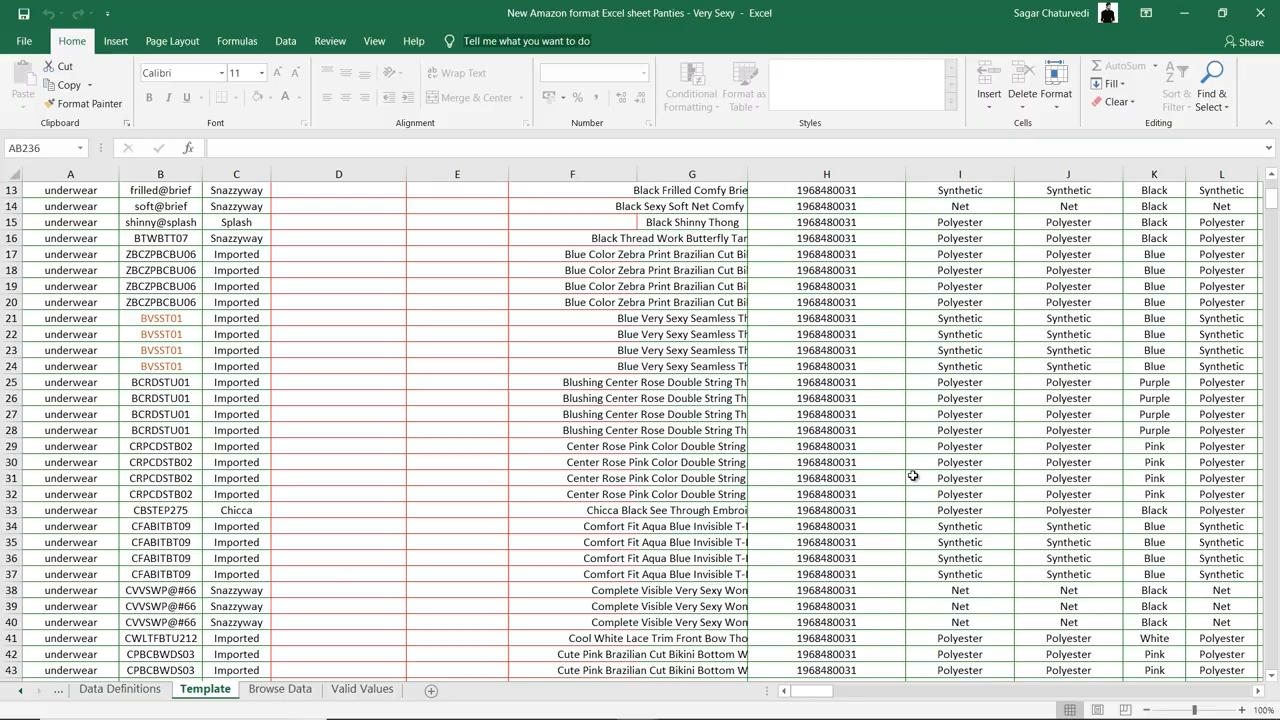 New Amazon format Excel sheet Panties - Very Sexy - Excel
Sagar Chaturvedi
File Home Insert Page Layout Formulas Data Review View Help Tell me what you want to do Share
Paste Cut Copy Format Painter Clipboard
Calibri 11 B I U A Font
Wrap Text Merge & Center Alignment
% Number
Conditional Formatting Format as Table Styles
Insert Delete Format Cells
AutoSum Fill Clear Sort & Filter Find & Select Editing
AB236 fx
A B C D E F G H I J K L
13 underwear frilled@brief Snazzyway Black Frilled Comfy Brie 1968480031 Synthetic Synthetic Black Synthetic
14 underwear soft@brief Snazzyway Black Sexy Soft Net Comfy 1968480031 Net Net Black Net
15 underwear shinny@splash Splash Black Shinny Thong 1968480031 Polyester Polyester Black Polyester
16 underwear BTWBTT07 Snazzyway Black Thread Work Butterfly Tan 1968480031 Polyester Polyester Black Polyester
17 underwear ZBCZPBCBU06 Imported Blue Color Zebra Print Brazilian Cut Bi 1968480031 Polyester Polyester Blue Polyester
18 underwear ZBCZPBCBU06 Imported Blue Color Zebra Print Brazilian Cut Bi 1968480031 Polyester Polyester Blue Polyester
19 underwear ZBCZPBCBU06 Imported Blue Color Zebra Print Brazilian Cut Bi 1968480031 Polyester Polyester Blue Polyester
20 underwear ZBCZPBCBU06 Imported Blue Color Zebra Print Brazilian Cut Bi 1968480031 Polyester Polyester Blue Polyester
21 underwear BVSST01 Imported Blue Very Sexy Seamless Th 1968480031 Synthetic Synthetic Blue Synthetic
22 underwear BVSST01 Imported Blue Very Sexy Seamless Th 1968480031 Synthetic Synthetic Blue Synthetic
23 underwear BVSST01 Imported Blue Very Sexy Seamless Th 1968480031 Synthetic Synthetic Blue Synthetic
24 underwear BVSST01 Imported Blue Very Sexy Seamless Th 1968480031 Synthetic Synthetic Blue Synthetic
25 underwear BCRDSTU01 Imported Blushing Center Rose Double String Th 1968480031 Polyester Polyester Purple Polyester
26 underwear BCRDSTU01 Imported Blushing Center Rose Double String Th 1968480031 Polyester Polyester Purple Polyester
27 underwear BCRDSTU01 Imported Blushing Center Rose Double String Th 1968480031 Polyester Polyester Purple Polyester
28 underwear BCRDSTU01 Imported Blushing Center Rose Double String Th 1968480031 Polyester Polyester Purple Polyester
29 underwear CRPCDSTB02 Imported Center Rose Pink Color Double String 1968480031 Polyester Polyester Pink Polyester
30 underwear CRPCDSTB02 Imported Center Rose Pink Color Double String 1968480031 Polyester Polyester Pink Polyester
31 underwear CRPCDSTB02 Imported Center Rose Pink Color Double String 1968480031 Polyester Polyester Pink Polyester
32 underwear CRPCDSTB02 Imported Center Rose Pink Color Double String 1968480031 Polyester Polyester Pink Polyester
33 underwear CBSTEP275 Chicca Chicca Black See Through Embroi 1968480031 Polyester Polyester Black Polyester
34 underwear CFABITBT09 Imported Comfort Fit Aqua Blue Invisible T- 1968480031 Synthetic Synthetic Blue Synthetic
35 underwear CFABITBT09 Imported Comfort Fit Aqua Blue Invisible T- 1968480031 Synthetic Synthetic Blue Synthetic
36 underwear CFABITBT09 Imported Comfort Fit Aqua Blue Invisible T- 1968480031 Synthetic Synthetic Blue Synthetic
37 underwear CFABITBT09 Imported Comfort Fit Aqua Blue Invisible T- 1968480031 Synthetic Synthetic Blue Synthetic
38 underwear CVVSWP@#66 Snazzyway Complete Visible Very Sexy Won 1968480031 Net Net Black Net
39 underwear CVVSWP@#66 Snazzyway Complete Visible Very Sexy Won 1968480031 Net Net Black Net
40 underwear CVVSWP@#66 Snazzyway Complete Visible Very Sexy Won 1968480031 Net Net Black Net
41 underwear CWLTFBTU212 Imported Cool White Lace Trim Front Bow Tho 1968480031 Polyester Polyester White Polyester
42 underwear CPBCBWDS03 Imported Cute Pink Brazilian Cut Bikini Bottom W 1968480031 Polyester Polyester Pink Polyester
43 underwear CPBCBWDS03 Imported Cute Pink Brazilian Cut Bikini Bottom W 1968480031 Polyester Polyester Pink Polyester
... Data Definitions Template Browse Data Valid Values
100%